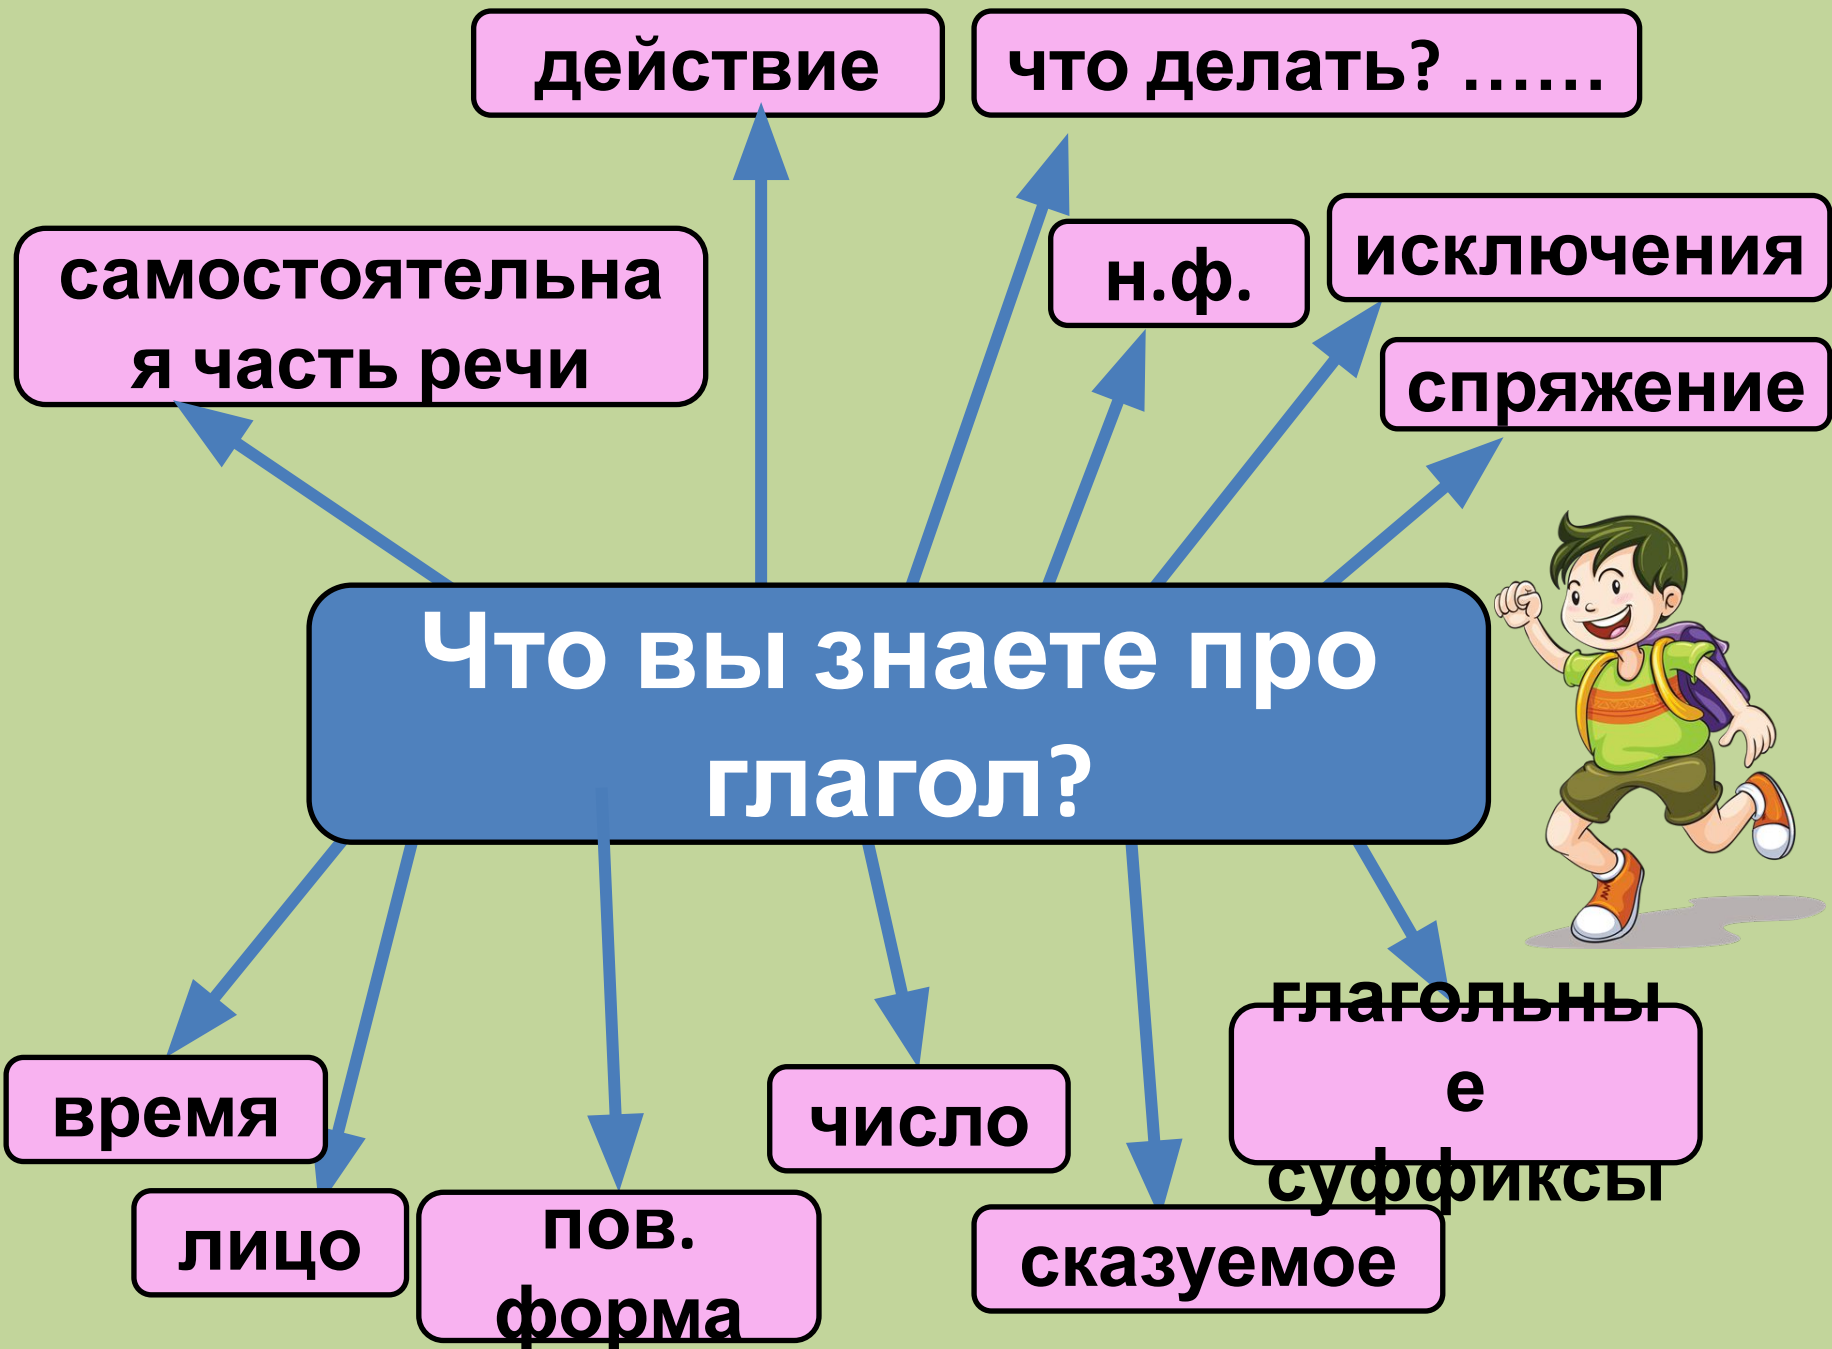 действие
что делать? ......
самостоятельна
я часть речи
н.ф.
исключения
спряжение
Что вы знаете про
глагол?
время
лицо
пов.
форма
число
сказуемое
глагольны
е
суффиксы